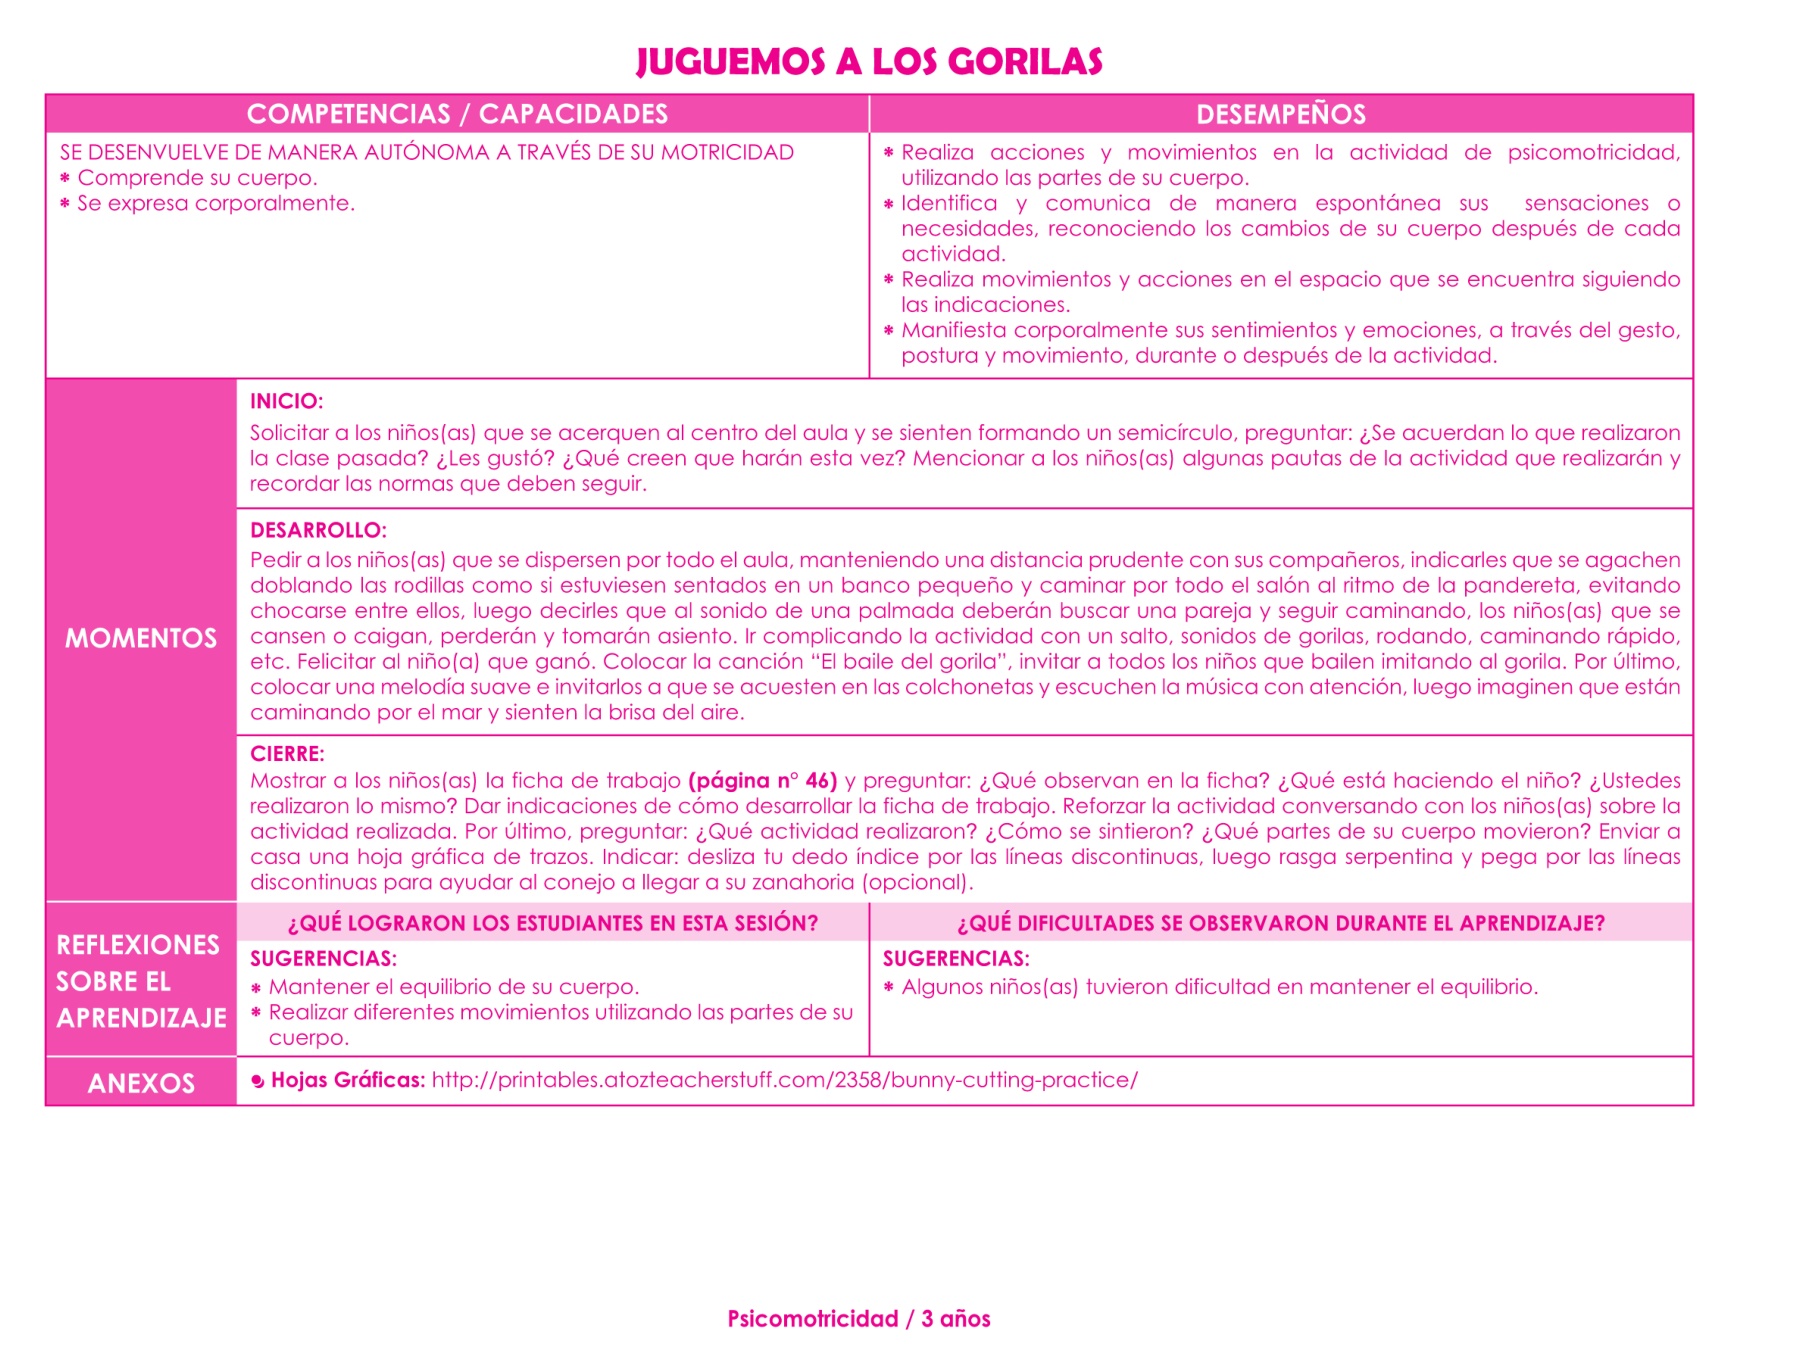 JUGUEMOS A LOS GORILAS
COMPETENCIAS / CAPACIDADES
DESEMPEÑOS
SE DESENVUELVE DE MANERA AUTÓNOMA A TRAVÉS DE SU MOTRICIDAD
* Comprende su cuerpo.
* Se expresa corporalmente.
* Realiza acciones y movimientos en la actividad de psicomotricidad,
utilizando las partes de su cuerpo.
* Identifica y comunica de manera espontánea sus sensaciones o
necesidades, reconociendo los cambios de su cuerpo después de cada
actividad.
* Realiza movimientos y acciones en el espacio que se encuentra siguiendo
las indicaciones.
* Manifiesta corporalmente sus sentimientos y emociones, a través del gesto,
postura y movimiento, durante o después de la actividad.
MOMENTOS
INICIO:
Solicitar a los niños(as) que se acerquen al centro del aula y se sienten formando un semicírculo, preguntar: ¿Se acuerdan lo que realizaron
la clase pasada? ¿Les gustó? ¿Qué creen que harán esta vez? Mencionar a los niños(as) algunas pautas de la actividad que realizarán y
recordar las normas que deben seguir.
DESARROLLO:
Pedir a los niños(as) que se dispersen por todo el aula, manteniendo una distancia prudente con sus compañeros, indicarles que se agachen
doblando las rodillas como si estuviesen sentados en un banco pequeño y caminar por todo el salón al ritmo de la pandereta, evitando
chocarse entre ellos, luego decirles que al sonido de una palmada deberán buscar una pareja y seguir caminando, los niños(as) que se
cansen o caigan, perderán y tomarán asiento. Ir complicando la actividad con un salto, sonidos de gorilas, rodando, caminando rápido,
etc. Felicitar al niño(a) que ganó. Colocar la canción “El baile del gorila”, invitar a todos los niños que bailen imitando al gorila. Por último,
colocar una melodía suave e invitarlos a que se acuesten en las colchonetas y escuchen la música con atención, luego imaginen que están
caminando por el mar y sienten la brisa del aire.
CIERRE:
Mostrar a los niños(as) la ficha de trabajo (página n° 46) y preguntar: ¿Qué observan en la ficha? ¿Qué está haciendo el niño? ¿Ustedes
realizaron lo mismo? Dar indicaciones de cómo desarrollar la ficha de trabajo. Reforzar la actividad conversando con los niños(as) sobre la
actividad realizada. Por último, preguntar: ¿Qué actividad realizaron? ¿Cómo se sintieron? ¿Qué partes de su cuerpo movieron? Enviar a
casa una hoja gráfica de trazos. Indicar: desliza tu dedo índice por las líneas discontinuas, luego rasga serpentina y pega por las líneas
discontinuas para ayudar al conejo a llegar a su zanahoria (opcional).
REFLEXIONES
SOBRE EL
APRENDIZAJE
¿QUÉ LOGRARON LOS ESTUDIANTES EN ESTA SESIÓN?
SUGERENCIAS:
* Mantener el equilibrio de su cuerpo.
* Realizar diferentes movimientos utilizando las partes de su
cuerpo.
¿QUÉ DIFICULTADES SE OBSERVARON DURANTE EL APRENDIZAJE?
SUGERENCIAS:
* Algunos niños(as) tuvieron dificultad en mantener el equilibrio.
ANEXOS
Hojas Gráficas: http://printables.atozteacherstuff.com/2358/bunny-cutting-practice/
Psicomotricidad / 3 años